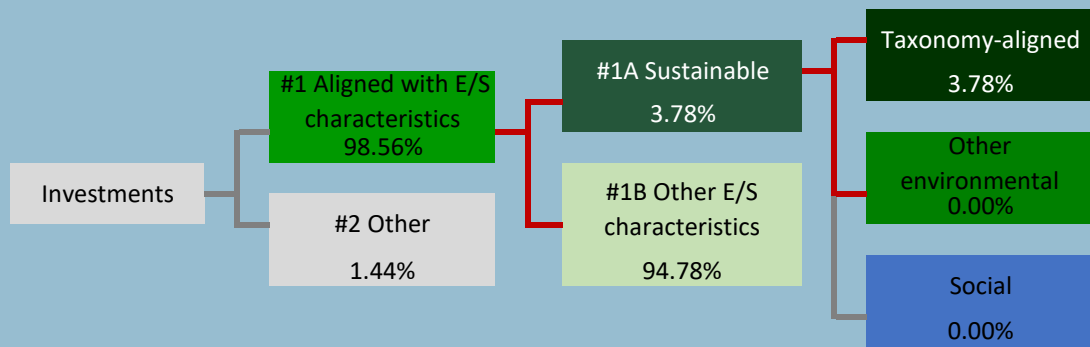 Investments
#1 Aligned with E/S
characteristics
98.56%
#2 Other
1.44%
#1A Sustainable
3.78%
#1B Other E/S
characteristics
94.78%
Taxonomy-aligned
3.78%
Other
environmental
0.00%
Social
0.00%